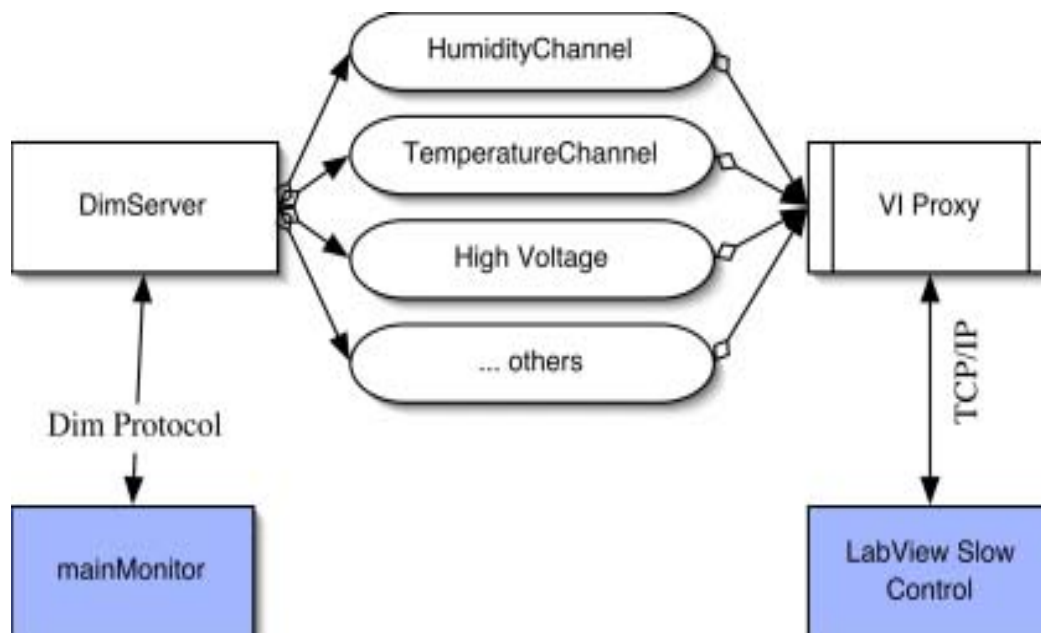 HumidityChannel
TemperatureChannel
DimServer
VI Proxy
High Voltage
... others
TCP/IP
Dim Protocol
mainMonitor
LabView Slow
Control